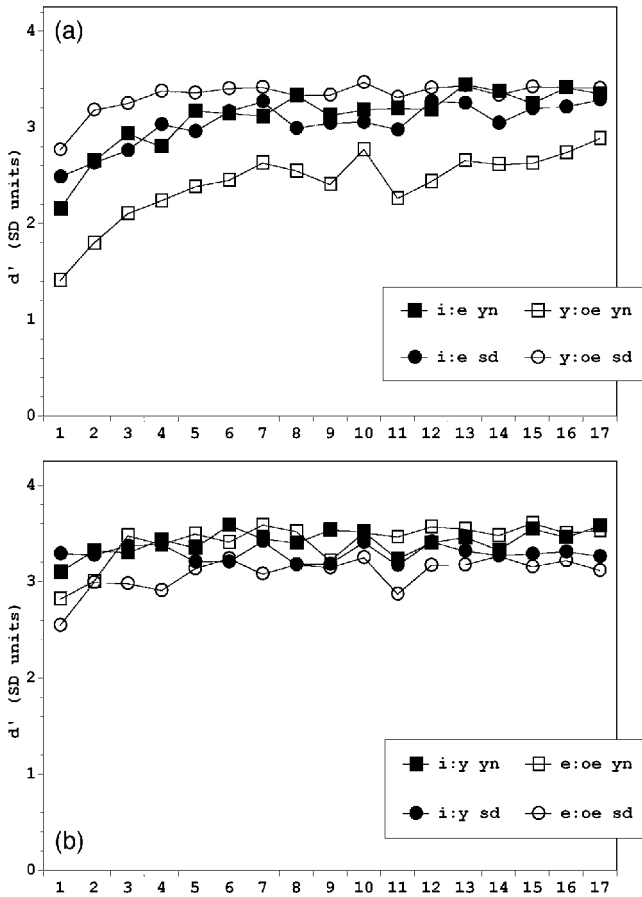 (a)
4
3
2
1
0
d' (SD units)
i:e yn y:oe yn
i:e sd y:oe sd
1 2 3 4 5 6 7 8 9 10 11 12 13 14 15 16 17
4
3
2
1
0
d' (SD units)
i:y yn e:oe yn
i:y sd e:oe sd
(b)
1 2 3 4 5 6 7 8 9 10 11 12 13 14 15 16 17